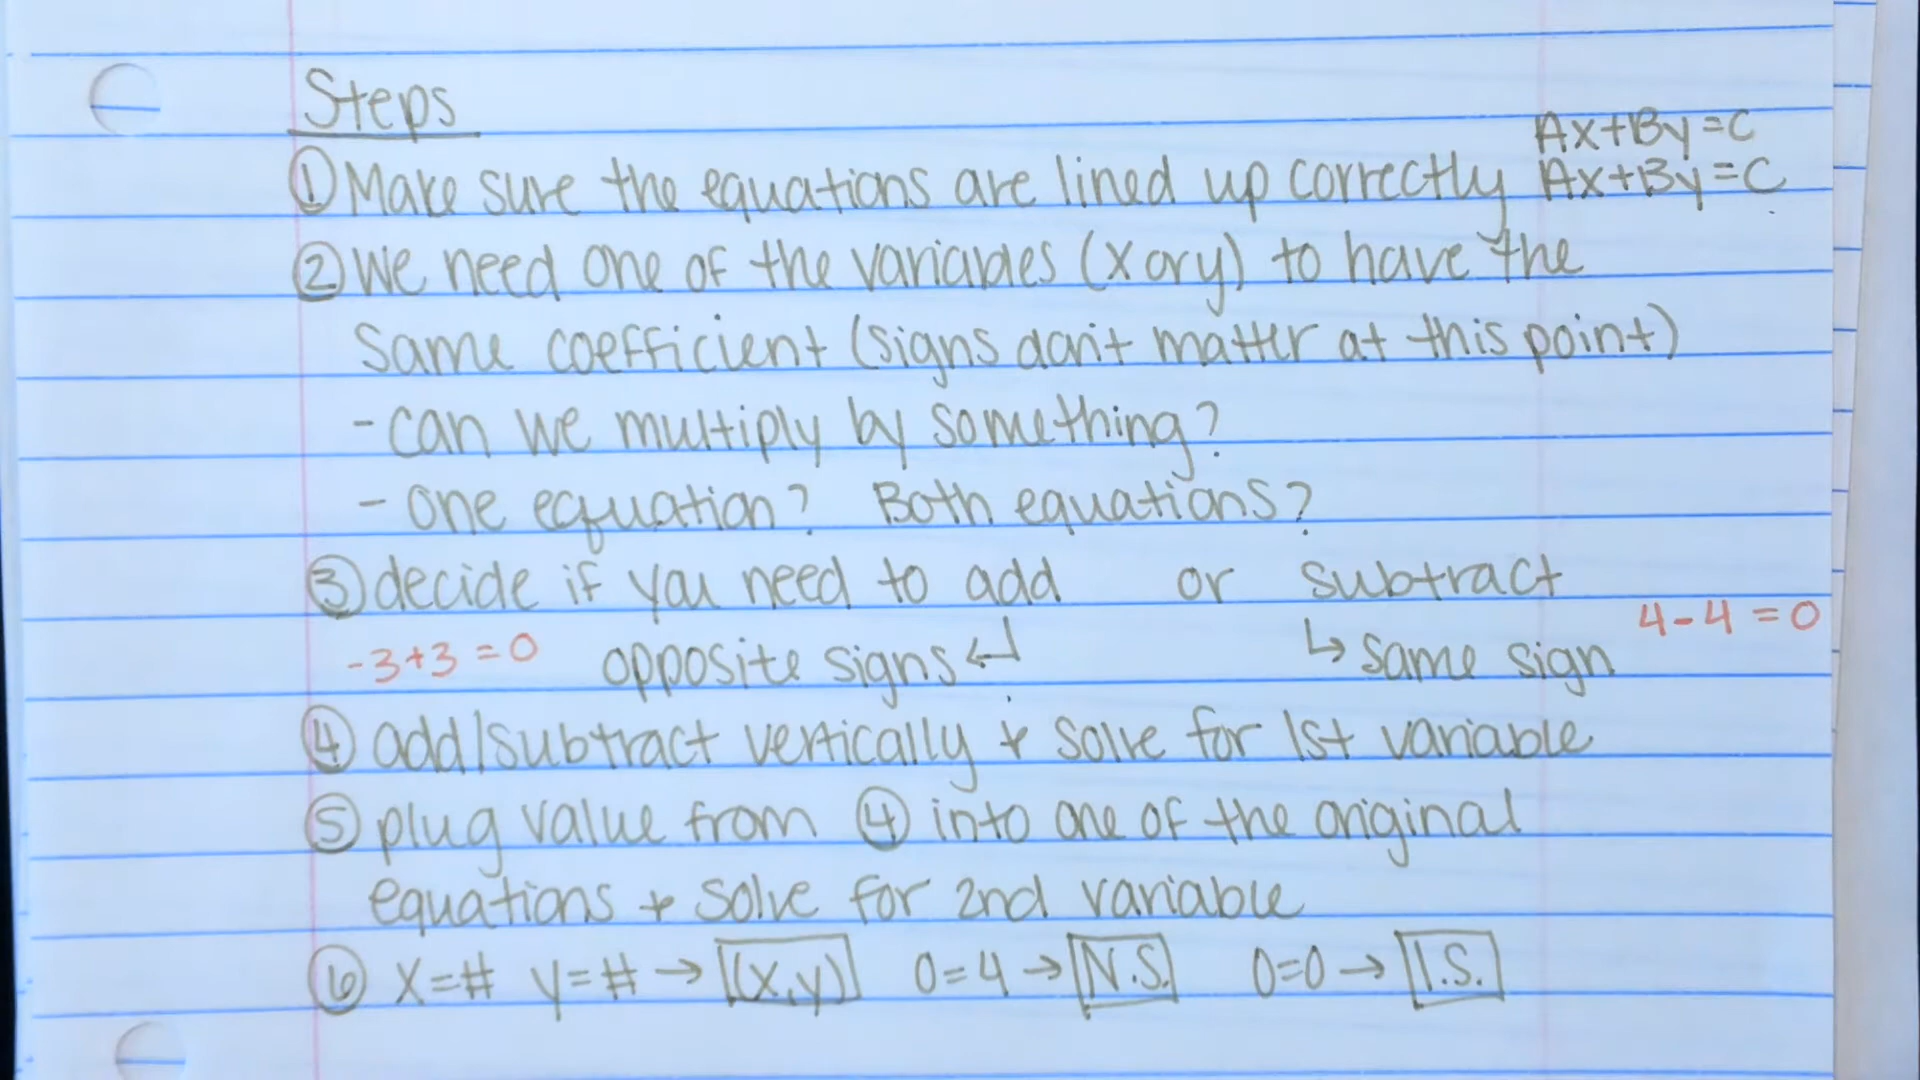 Steps
Ax+By=C
① Make sure the equations are lined up correctly Ax+By=C
② We need one of the variables (x or y) to have the
same coefficient (signs don't matter at this point)
- can we multiply by something?
- one equation? Both equations?
③ decide if you need to add or subtract
-3+3=0 opposite signs ↲ ↳ same sign 4-4=0
④ add/subtract vertically + solve for 1st variable
⑤ plug value from ④ into one of the original
equations + solve for 2nd variable
⑥ x=# y=# → (x,y) 0=4 → N.S. 0=0 → I.S.